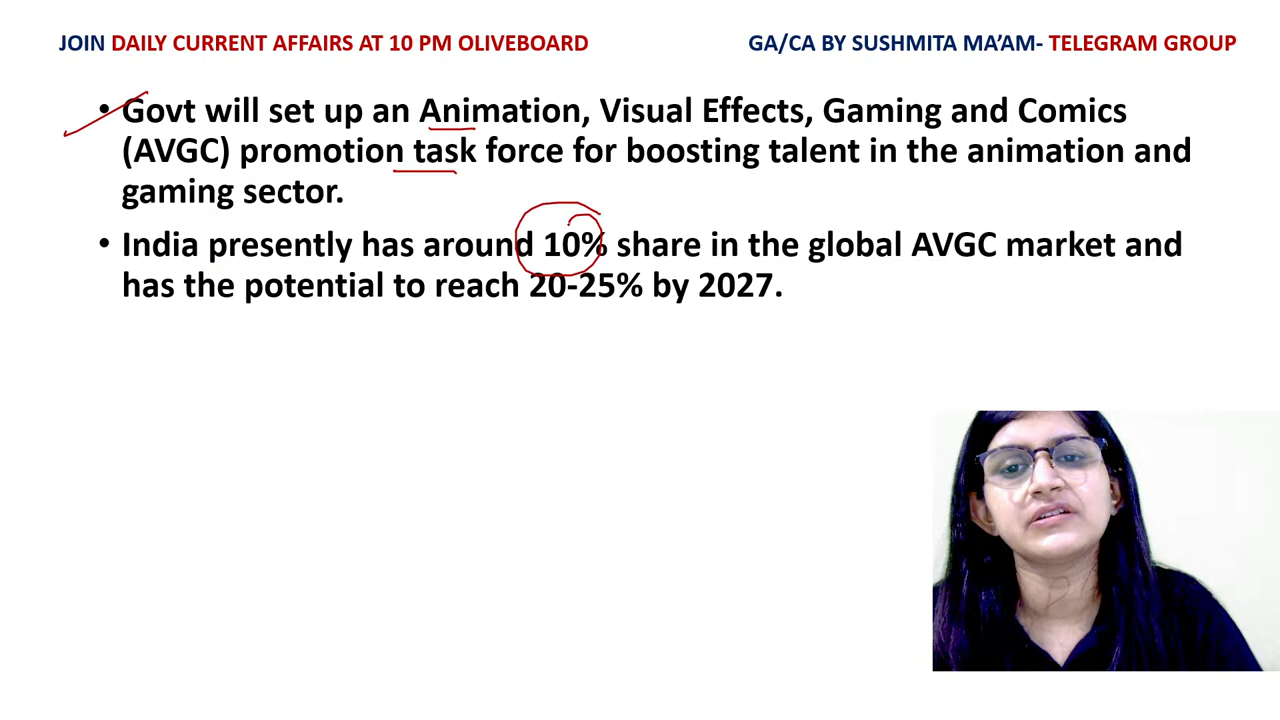 JOIN DAILY CURRENT AFFAIRS AT 10 PM OLIVEBOARD
GA/CA BY SUSHMITA MA’AM- TELEGRAM GROUP
• Govt will set up an Animation, Visual Effects, Gaming and Comics
(AVGC) promotion task force for boosting talent in the animation and
gaming sector.
• India presently has around 10% share in the global AVGC market and
has the potential to reach 20-25% by 2027.